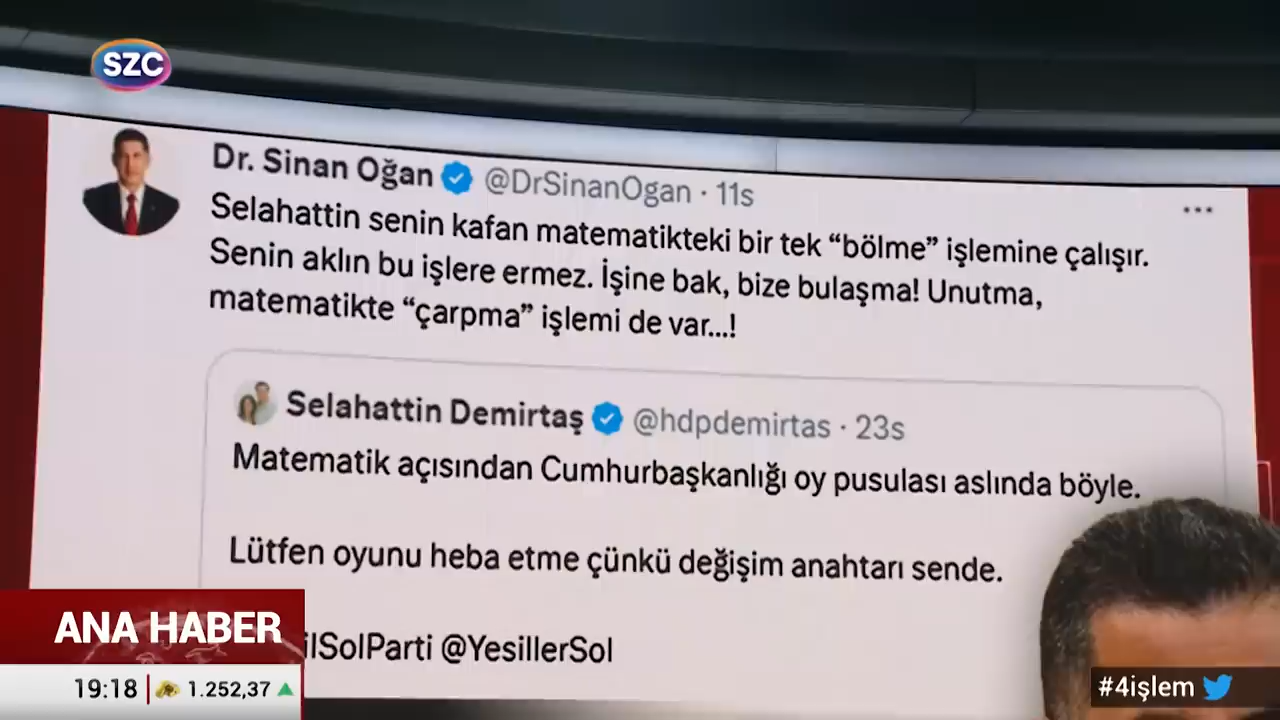 SZC
Dr. Sinan Oğan @DrSinanOgan · 11s
Selahattin senin kafan matematikteki bir tek “bölme” işlemine çalışır.
Senin aklın bu işlere ermez. İşine bak, bize bulaşma! Unutma,
matematikte “çarpma” işlemi de var...!
Selahattin Demirtaş @hdpdemirtas · 23s
Matematik açısından Cumhurbaşkanlığı oy pusulası aslında böyle.
Lütfen oyunu heba etme çünkü değişim anahtarı sende.
ilSolParti @YesillerSol
ANA HABER
19:18 1.252,37
#4işlem